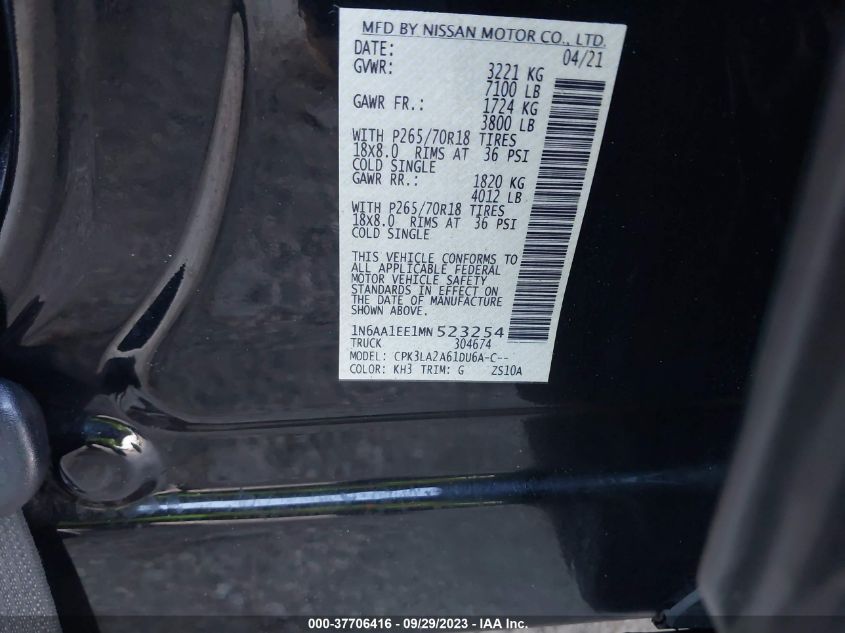 MFD BY NISSAN MOTOR CO., LTD.
DATE: 04/21
GVWR: 3221 KG
7100 LB
GAWR FR.: 1724 KG
3800 LB
WITH P265/70R18 TIRES
18X8.0 RIMS AT 36 PSI
COLD SINGLE
GAWR RR.: 1820 KG
4012 LB
WITH P265/70R18 TIRES
18X8.0 RIMS AT 36 PSI
COLD SINGLE
THIS VEHICLE CONFORMS TO
ALL APPLICABLE FEDERAL
MOTOR VEHICLE SAFETY
STANDARDS IN EFFECT ON
THE DATE OF MANUFACTURE
SHOWN ABOVE.
1N6AA1EE1MN523254
TRUCK 304674
MODEL: CPK3LA2A61DU6A-C--
COLOR: KH3 TRIM: G ZS10A
000-37706416 - 09/29/2023 - IAA Inc.